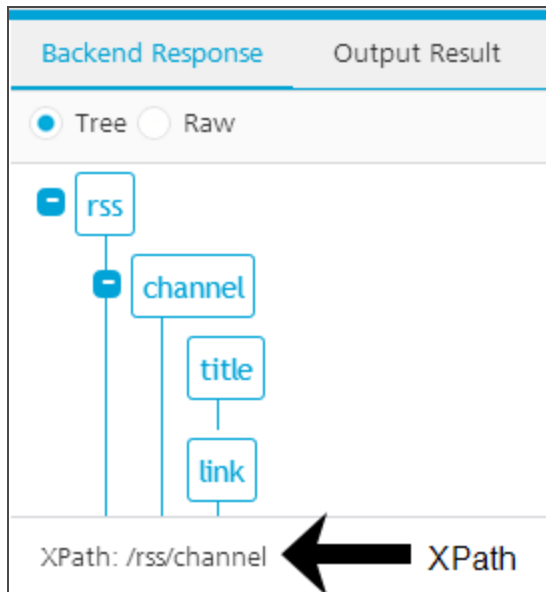 Backend Response Output Result
Tree Raw
rss
channel
title
link
XPath: /rss/channel XPath